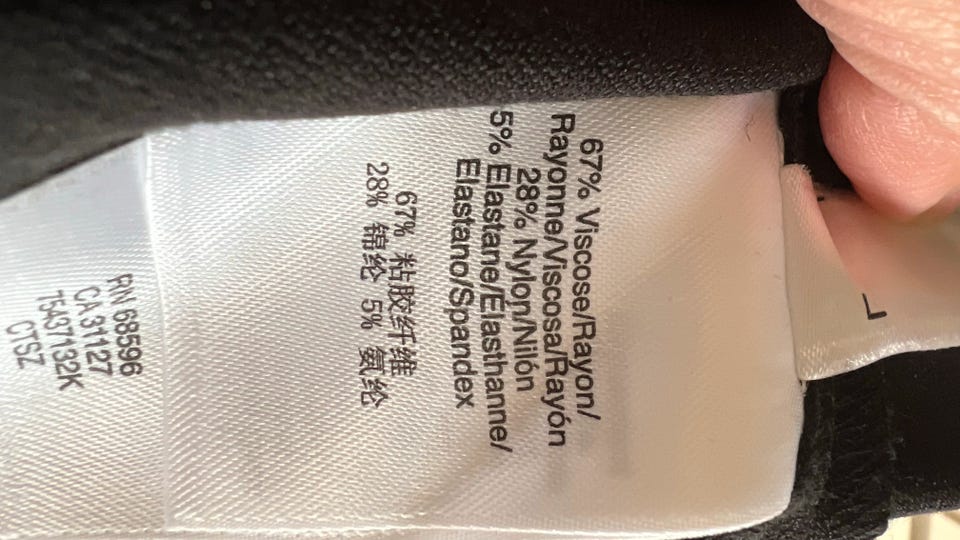 67% Viscose/Rayon/
Rayonne/Viscosa/Rayón
28% Nylon/Nilón
5% Elastane/Elasthanne/
Elastano/Spandex
67% 粘胶纤维
28% 锦纶 5% 氨纶
RN 68596
CA 31127
75437132K
CTSZ
L